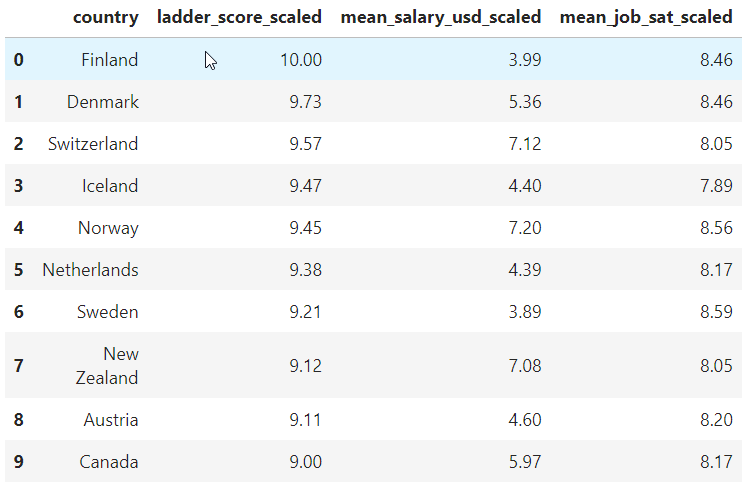 country ladder_score_scaled mean_salary_usd_scaled mean_job_sat_scaled
0 Finland 10.00 3.99 8.46
1 Denmark 9.73 5.36 8.46
2 Switzerland 9.57 7.12 8.05
3 Iceland 9.47 4.40 7.89
4 Norway 9.45 7.20 8.56
5 Netherlands 9.38 4.39 8.17
6 Sweden 9.21 3.89 8.59
7 New Zealand 9.12 7.08 8.05
8 Austria 9.11 4.60 8.20
9 Canada 9.00 5.97 8.17